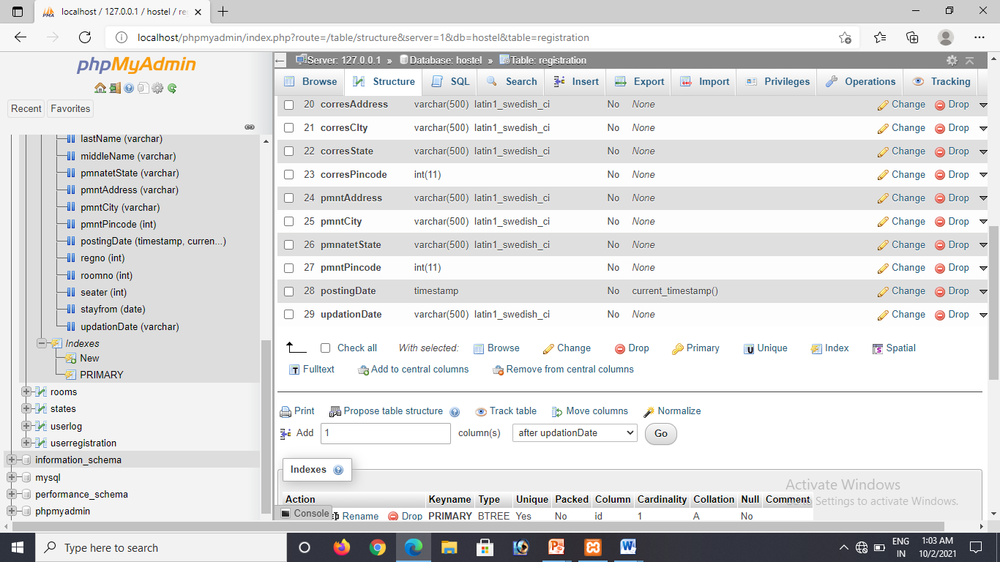 localhost / 127.0.0.1 / hostel / re
localhost/phpmyadmin/index.php?route=/table/structure&server=1&db=hostel&table=registration
phpMyAdmin
Recent Favorites
lastName (varchar)
middleName (varchar)
pmnatetState (varchar)
pmntAddress (varchar)
pmntCity (varchar)
pmntPincode (int)
postingDate (timestamp, curren...)
regno (int)
roomno (int)
seater (int)
stayfrom (date)
updationDate (varchar)
Indexes
New
PRIMARY
rooms
states
userlog
userregistration
information_schema
mysql
performance_schema
phpmyadmin
Server: 127.0.0.1 » Database: hostel » Table: registration
Browse Structure SQL Search Insert Export Import Privileges Operations Tracking
20 corresAddress varchar(500) latin1_swedish_ci No None Change Drop
21 corresCIty varchar(500) latin1_swedish_ci No None Change Drop
22 corresState varchar(500) latin1_swedish_ci No None Change Drop
23 corresPincode int(11) No None Change Drop
24 pmntAddress varchar(500) latin1_swedish_ci No None Change Drop
25 pmntCity varchar(500) latin1_swedish_ci No None Change Drop
26 pmnatetState varchar(500) latin1_swedish_ci No None Change Drop
27 pmntPincode int(11) No None Change Drop
28 postingDate timestamp No current_timestamp() Change Drop
29 updationDate varchar(500) latin1_swedish_ci No None Change Drop
Check all With selected: Browse Change Drop Primary Unique Index Spatial
Fulltext Add to central columns Remove from central columns
Print Propose table structure Track table Move columns Normalize
Add 1 column(s) after updationDate Go
Indexes
Action Keyname Type Unique Packed Column Cardinality Collation Null Comment
Rename Drop PRIMARY BTREE Yes No id 1 A No
Console
Activate Windows
Settings to activate Windows.
Type here to search
ENG
IN
1:03 AM
10/2/2021